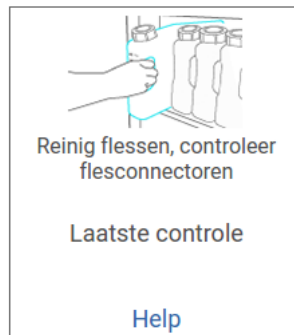 Reinig flessen, controleer
flesconnectoren
Laatste controle
Help